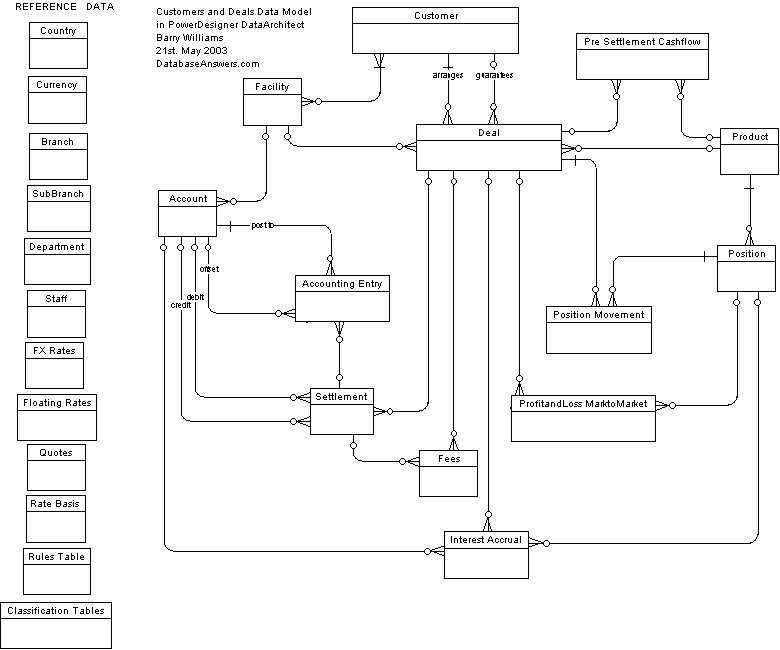 REFERENCE DATA
Country
Currency
Branch
SubBranch
Department
Staff
FX Rates
Floating Rates
Quotes
Rate Basis
Rules Table
Classification Tables
Customers and Deals Data Model
in PowerDesigner DataArchitect
Barry Williams
21st. May 2003
DatabaseAnswers.com
Customer
Pre Settlement Cashflow
arranges
guarantees
Facility
Deal
Product
Account
post to
Position
offset
debit
credit
Accounting Entry
Position Movement
Settlement
ProfitandLoss MarktoMarket
Fees
Interest Accrual